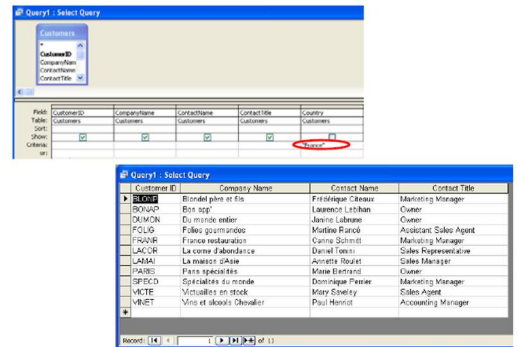 Query1 : Select Query
Customers
*
CustomerID
CompanyName
ContactName
ContactTitle
Field: CustomerID CompanyName ContactName ContactTitle Country
Table: Customers Customers Customers Customers Customers
Sort:
Show:
Criteria: "France"
or:
Query1 : Select Query
Customer ID Company Name Contact Name Contact Title
BLONP Blondel père et fils Frédérique Citeaux Marketing Manager
BONAP Bon app' Laurence Lebihan Owner
DUMON Du monde entier Janine Labrune Owner
FOLIG Folies gourmandes Martine Rancé Assistant Sales Agent
FRANR France restauration Carine Schmitt Marketing Manager
LACOR La corne d'abondance Daniel Tonini Sales Representative
LAMAI La maison d'Asie Annette Roulet Sales Manager
PARIS Paris spécialités Marie Bertrand Owner
SPECD Spécialités du monde Dominique Perrier Marketing Manager
VICTE Victuailles en stock Mary Saveley Sales Agent
VINET Vins et alcools Chevalier Paul Henriot Accounting Manager
Record: 1 of 11